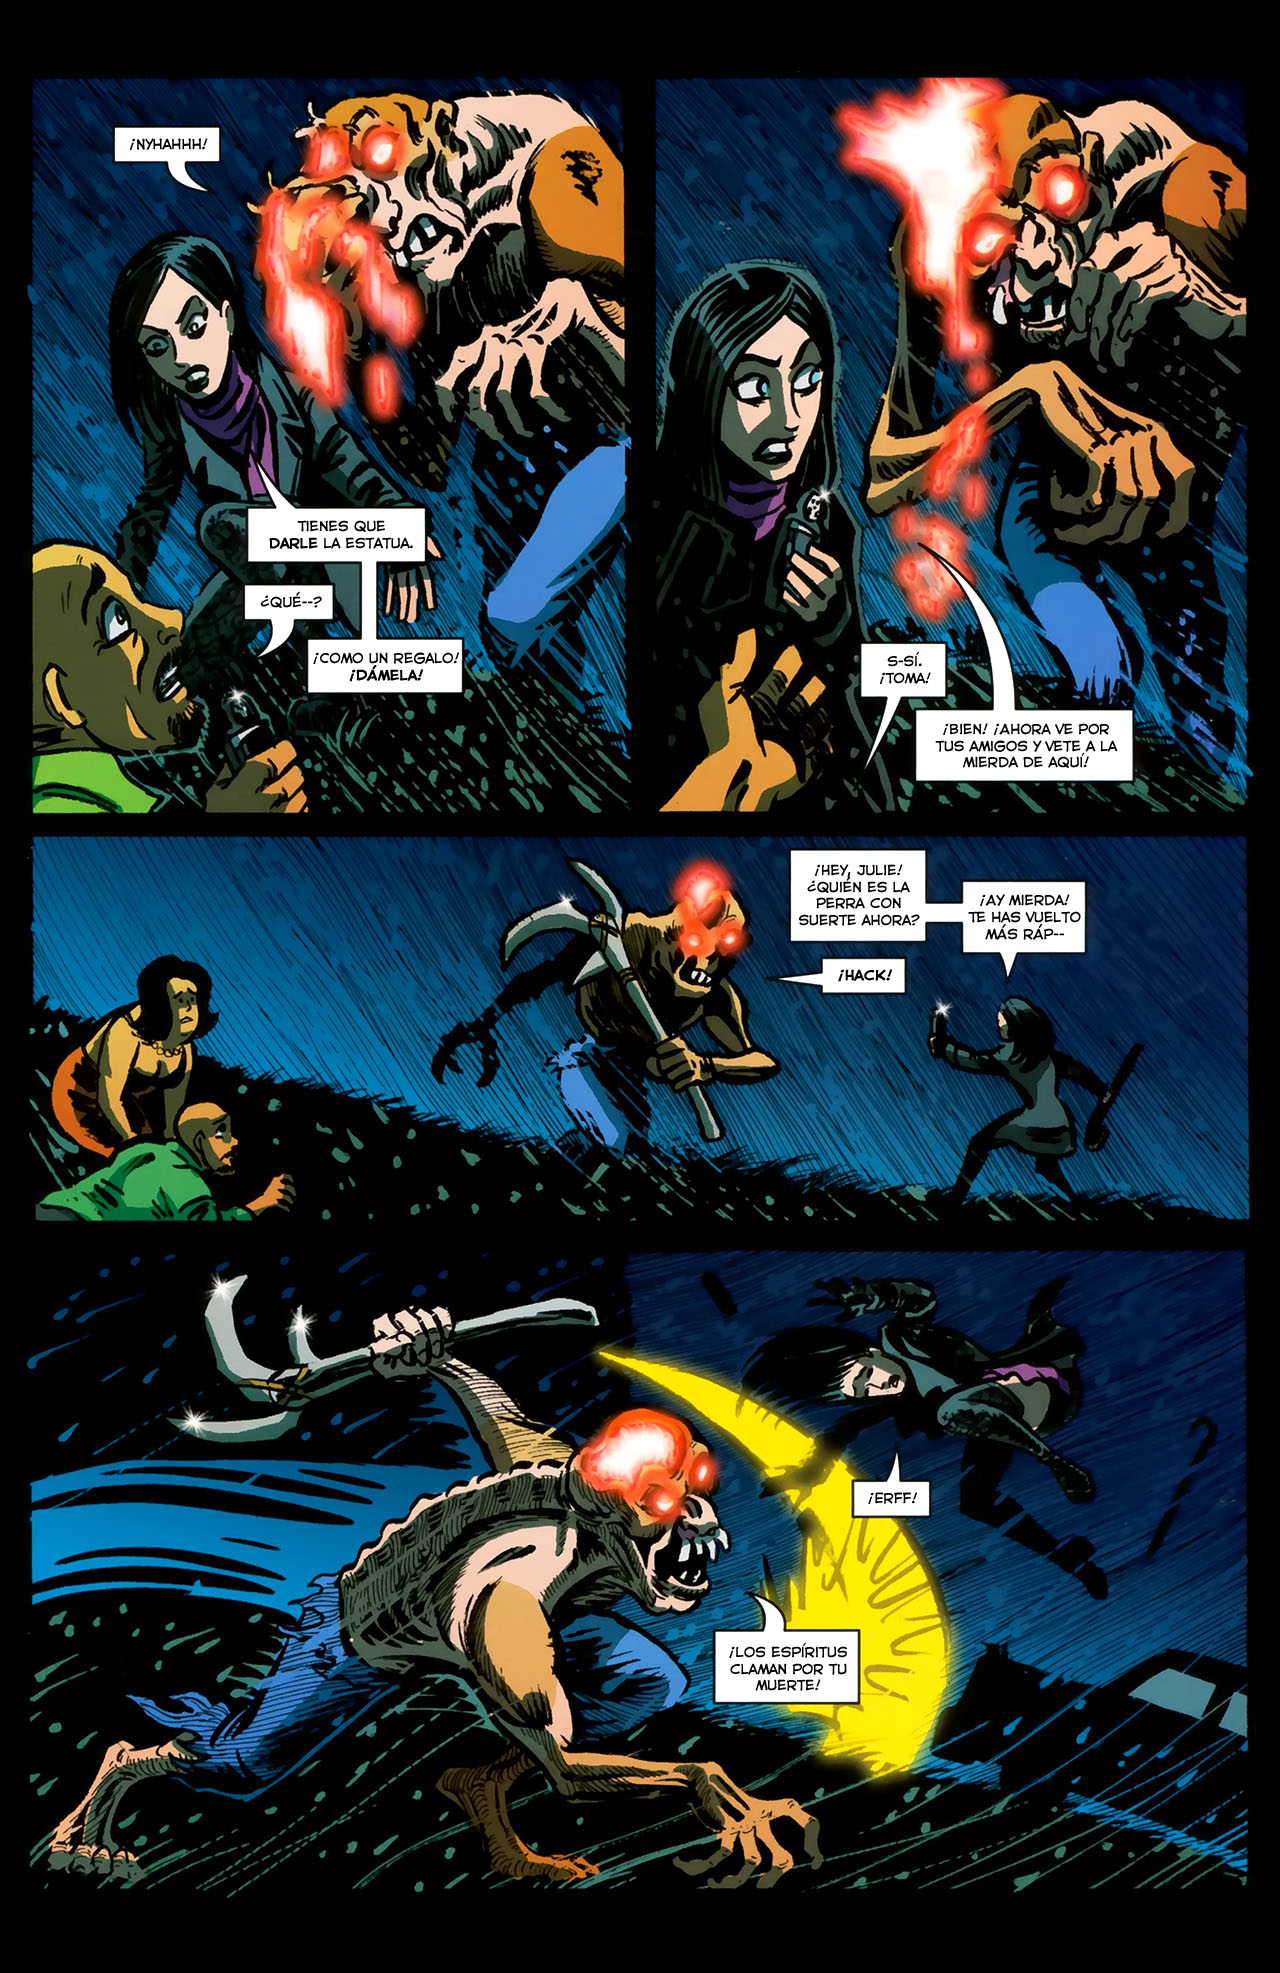 ¡NYHAHHH!
TIENES QUE
DARLE LA ESTATUA.
¿QUÉ--?
¡COMO UN REGALO!
¡DÁMELA!
S-SÍ.
¡TOMA!
¡BIEN! ¡AHORA VE POR
TUS AMIGOS Y VETE A LA
MIERDA DE AQUÍ!
¡HEY, JULIE!
¿QUIÉN ES LA
PERRA CON
SUERTE AHORA?
¡AY MIERDA!
TE HAS VUELTO
MÁS RÁP--
¡HACK!
¡ERFF!
¡LOS ESPÍRITUS
CLAMAN POR TU
MUERTE!